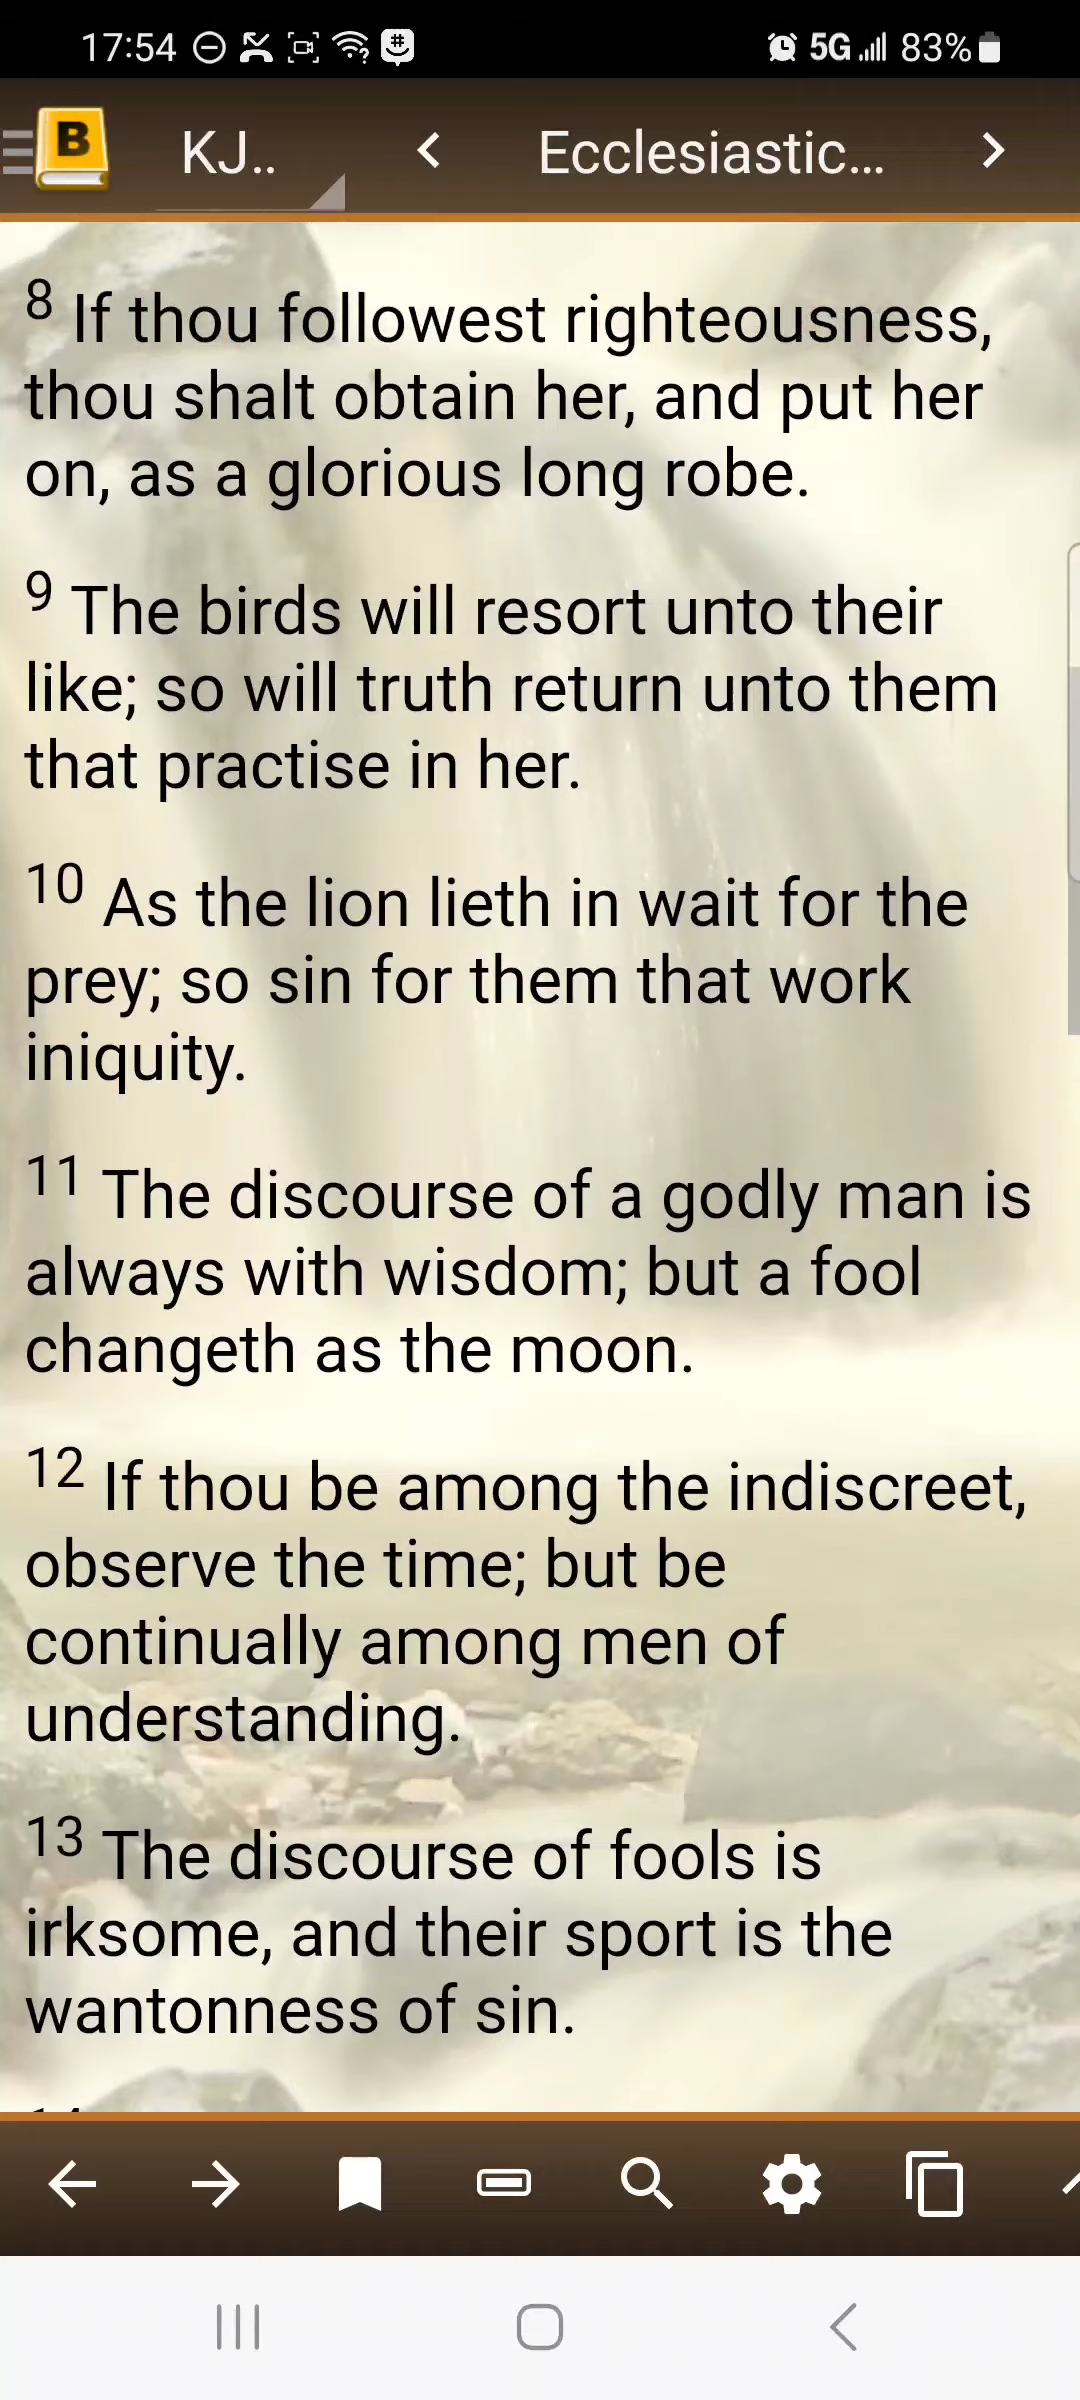 17:54 5G 83%
B KJ.. Ecclesiastic...
8 If thou followest righteousness,
thou shalt obtain her, and put her
on, as a glorious long robe.
9 The birds will resort unto their
like; so will truth return unto them
that practise in her.
10 As the lion lieth in wait for the
prey; so sin for them that work
iniquity.
11 The discourse of a godly man is
always with wisdom; but a fool
changeth as the moon.
12 If thou be among the indiscreet,
observe the time; but be
continually among men of
understanding.
13 The discourse of fools is
irksome, and their sport is the
wantonness of sin.